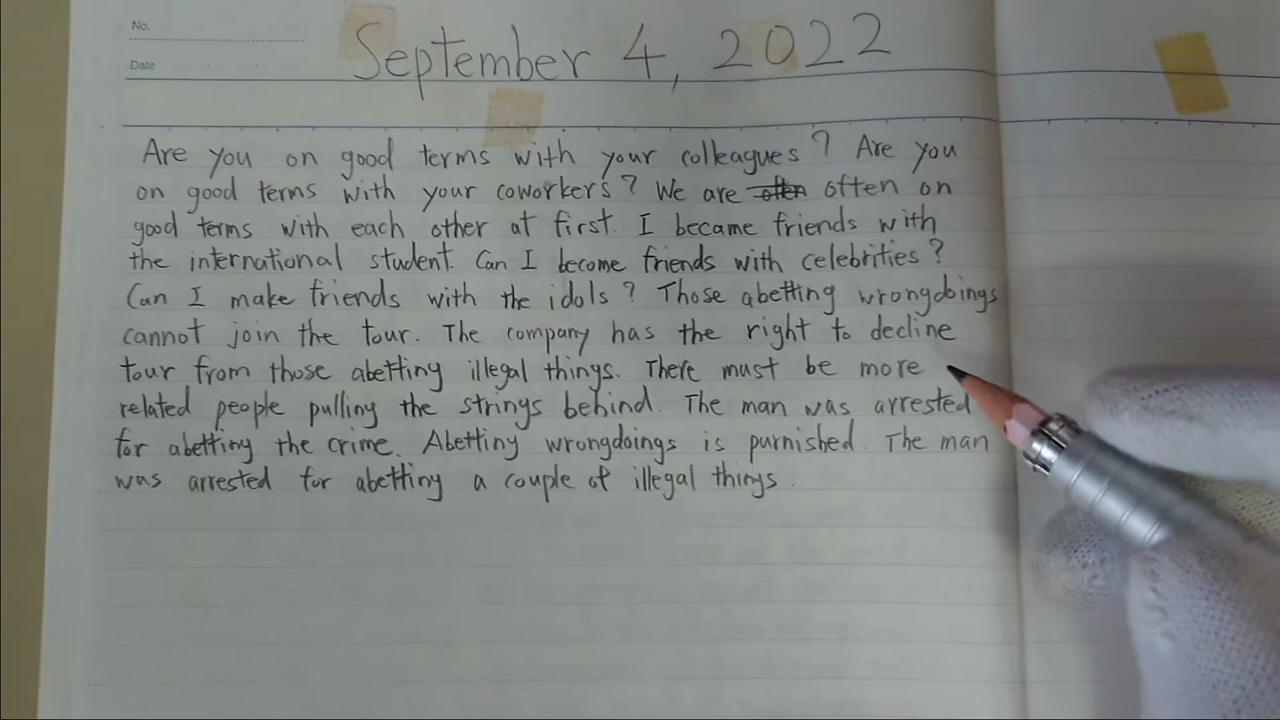 No.
Date
September 4, 2022
Are you on good terms with your colleagues? Are you
on good terms with your coworkers? We are often often on
good terms with each other at first. I became friends with
the international student. Can I become friends with celebrities?
Can I make friends with the idols? Those abetting wrongdoings
cannot join the tour. The company has the right to decline
tour from those abetting illegal things. There must be more
related people pulling the strings behind. The man was arrested
for abetting the crime. Abetting wrongdoings is purnished. The man
was arrested for abetting a couple of illegal things.